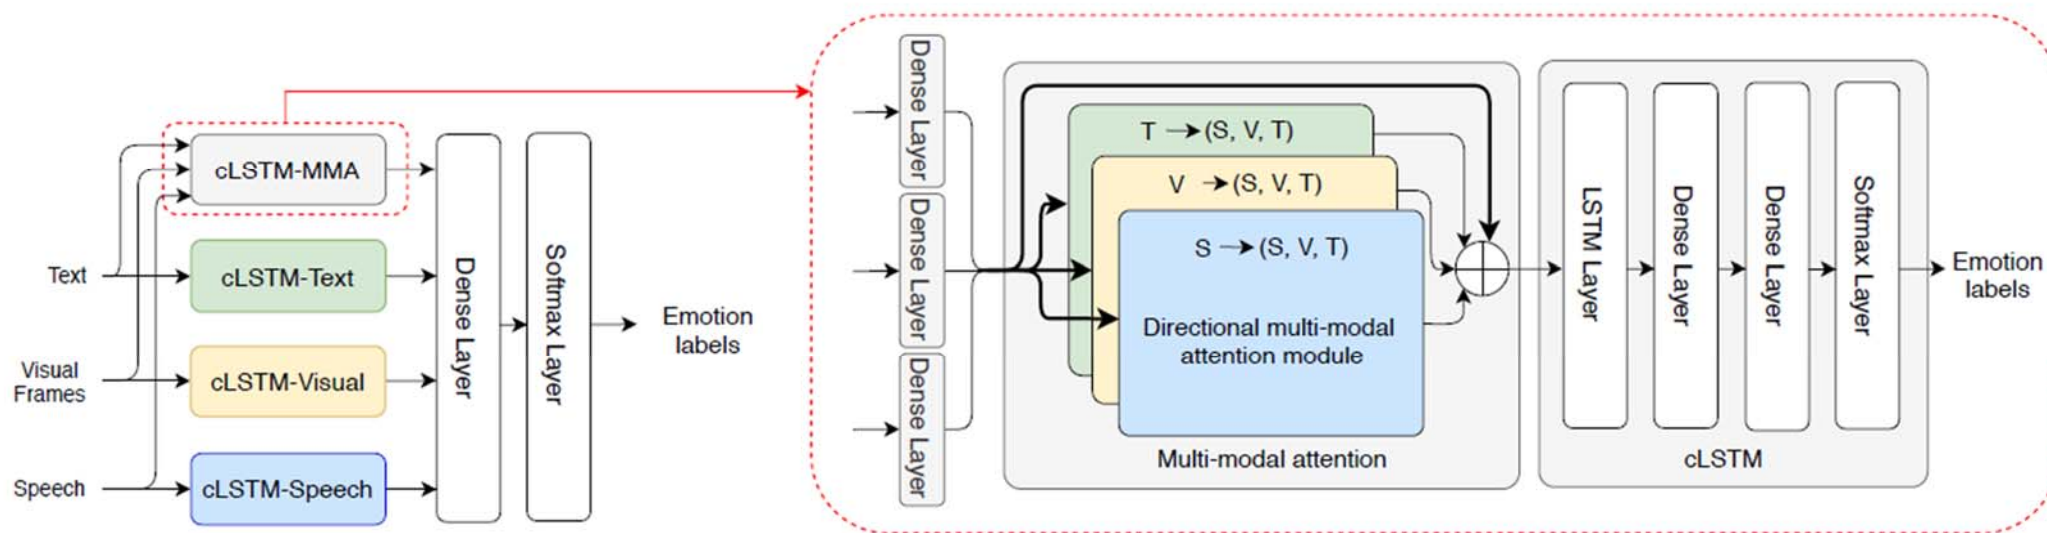 cLSTM-MMA
Text
cLSTM-Text
Visual
Frames
cLSTM-Visual
Speech
cLSTM-Speech
Dense Layer
Softmax Layer
Emotion
labels
Dense Layer
Dense Layer
Dense Layer
T → (S, V, T)
V → (S, V, T)
S → (S, V, T)
Directional multi-modal
attention module
Multi-modal attention
LSTM Layer
Dense Layer
Dense Layer
Softmax Layer
cLSTM
Emotion
labels